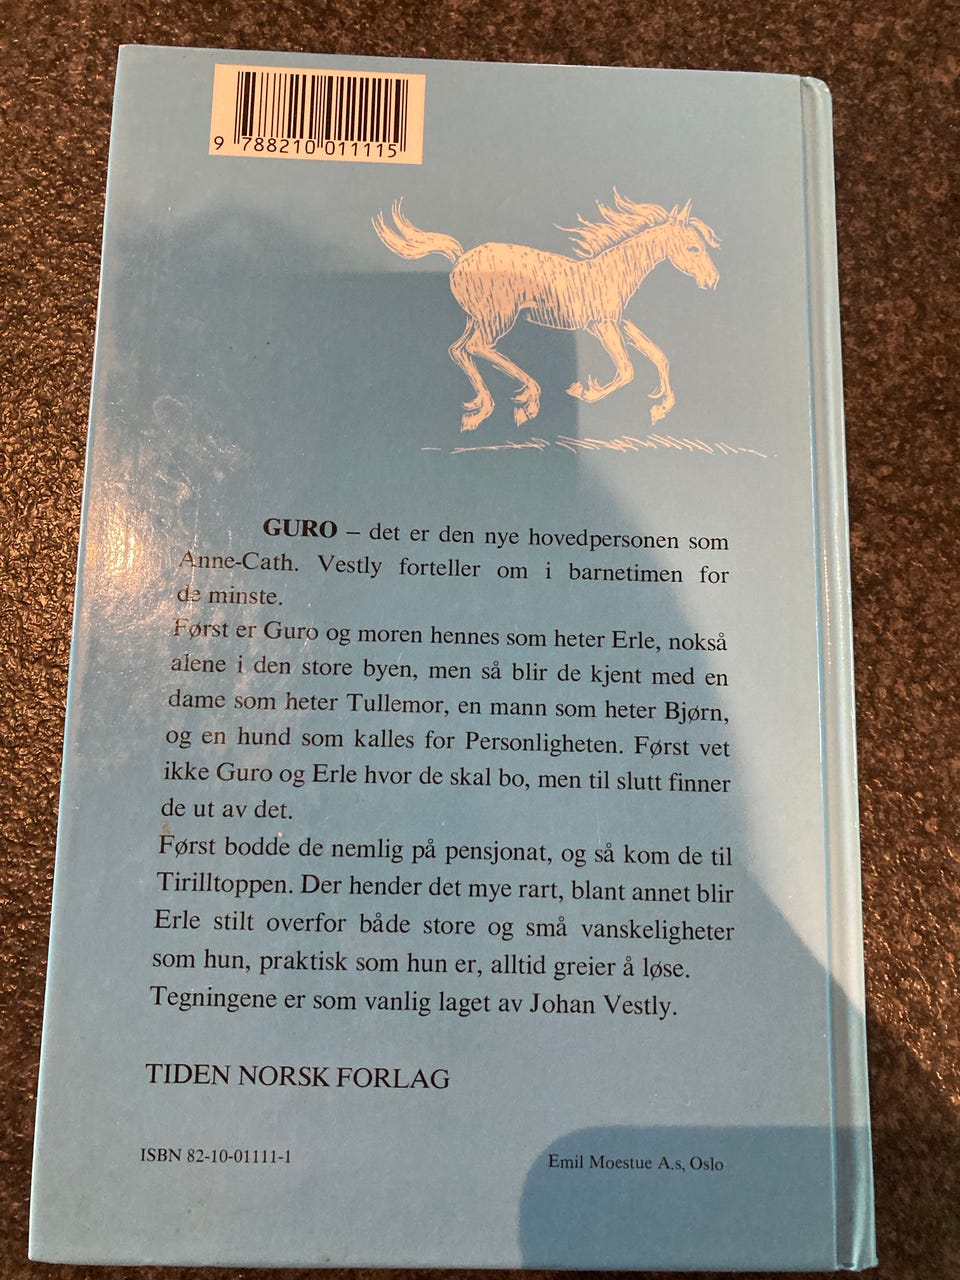 9 788210 011115
GURO – det er den nye hovedpersonen som
Anne-Cath. Vestly forteller om i barnetimen for
de minste.
Først er Guro og moren hennes som heter Erle, nokså
alene i den store byen, men så blir de kjent med en
dame som heter Tullemor, en mann som heter Bjørn,
og en hund som kalles for Personligheten. Først vet
ikke Guro og Erle hvor de skal bo, men til slutt finner
de ut av det.
Først bodde de nemlig på pensjonat, og så kom de til
Tirilltoppen. Der hender det mye rart, blant annet blir
Erle stilt overfor både store og små vanskeligheter
som hun, praktisk som hun er, alltid greier å løse.
Tegningene er som vanlig laget av Johan Vestly.
TIDEN NORSK FORLAG
ISBN 82-10-01111-1
Emil Moestue A.s, Oslo